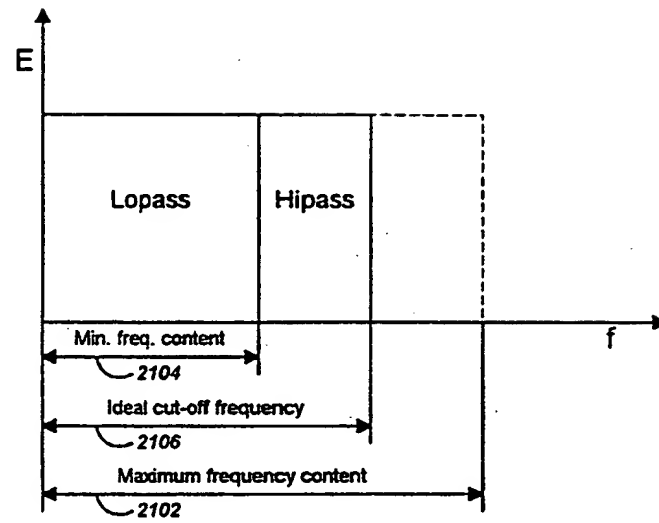 E
Lopass
Hipass
f
Min. freq. content
2104
Ideal cut-off frequency
2106
Maximum frequency content
2102